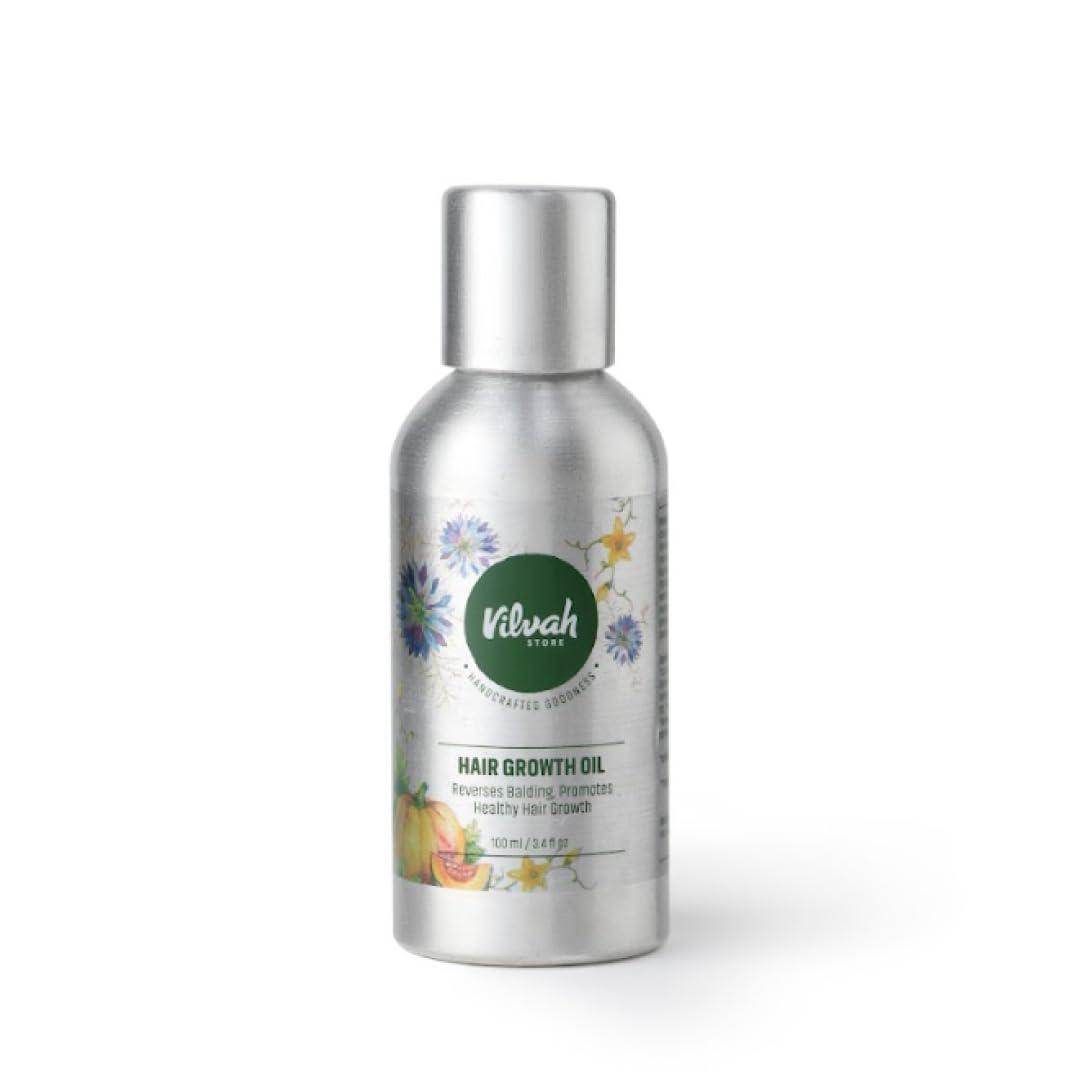 Vilvah
STORE
• HANDCRAFTED GOODNESS •
HAIR GROWTH OIL
Reverses Balding, Promotes
Healthy Hair Growth
100 ml / 3.4 fl oz